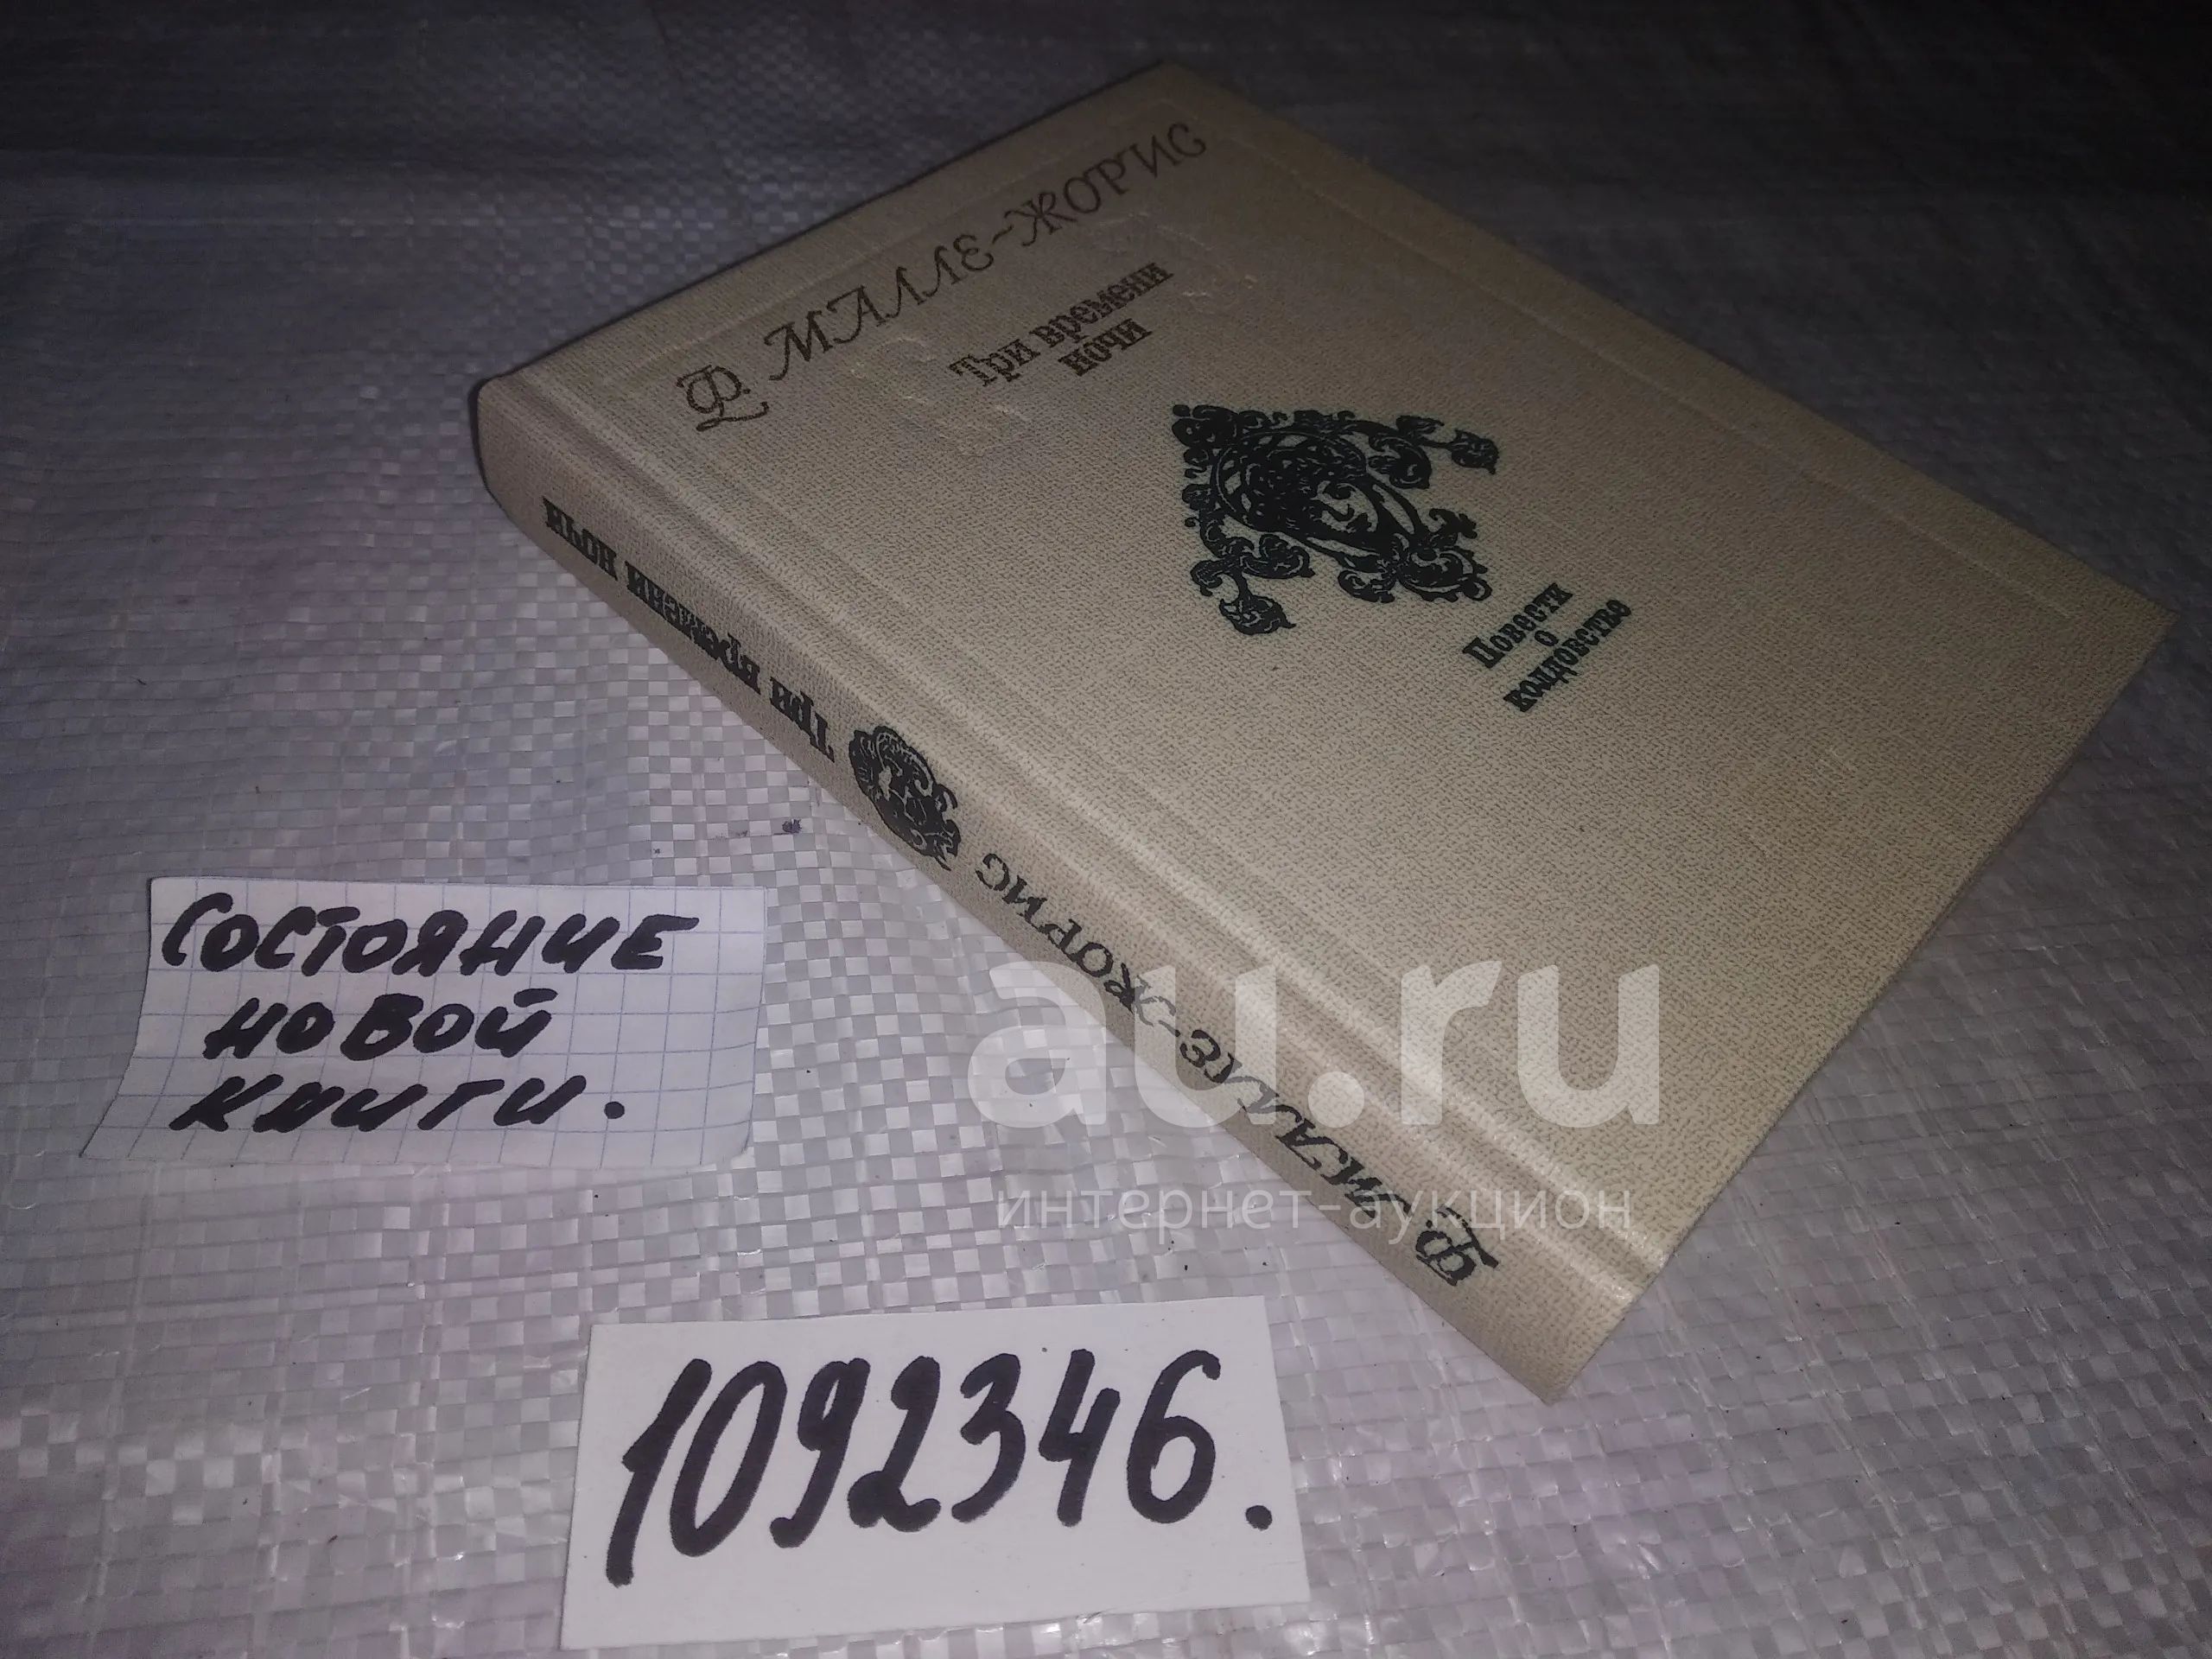 Ф. МАЛЛЕ-ЖОРИС
Три времени
ночи
Повести
о
колдовстве
Ф. МАЛЛЕ-ЖОРИС Три времени ночи
СОСТОЯНИЕ
НОВОЙ
КНИГИ.
au.ru
интернет-аукцион
1092346.